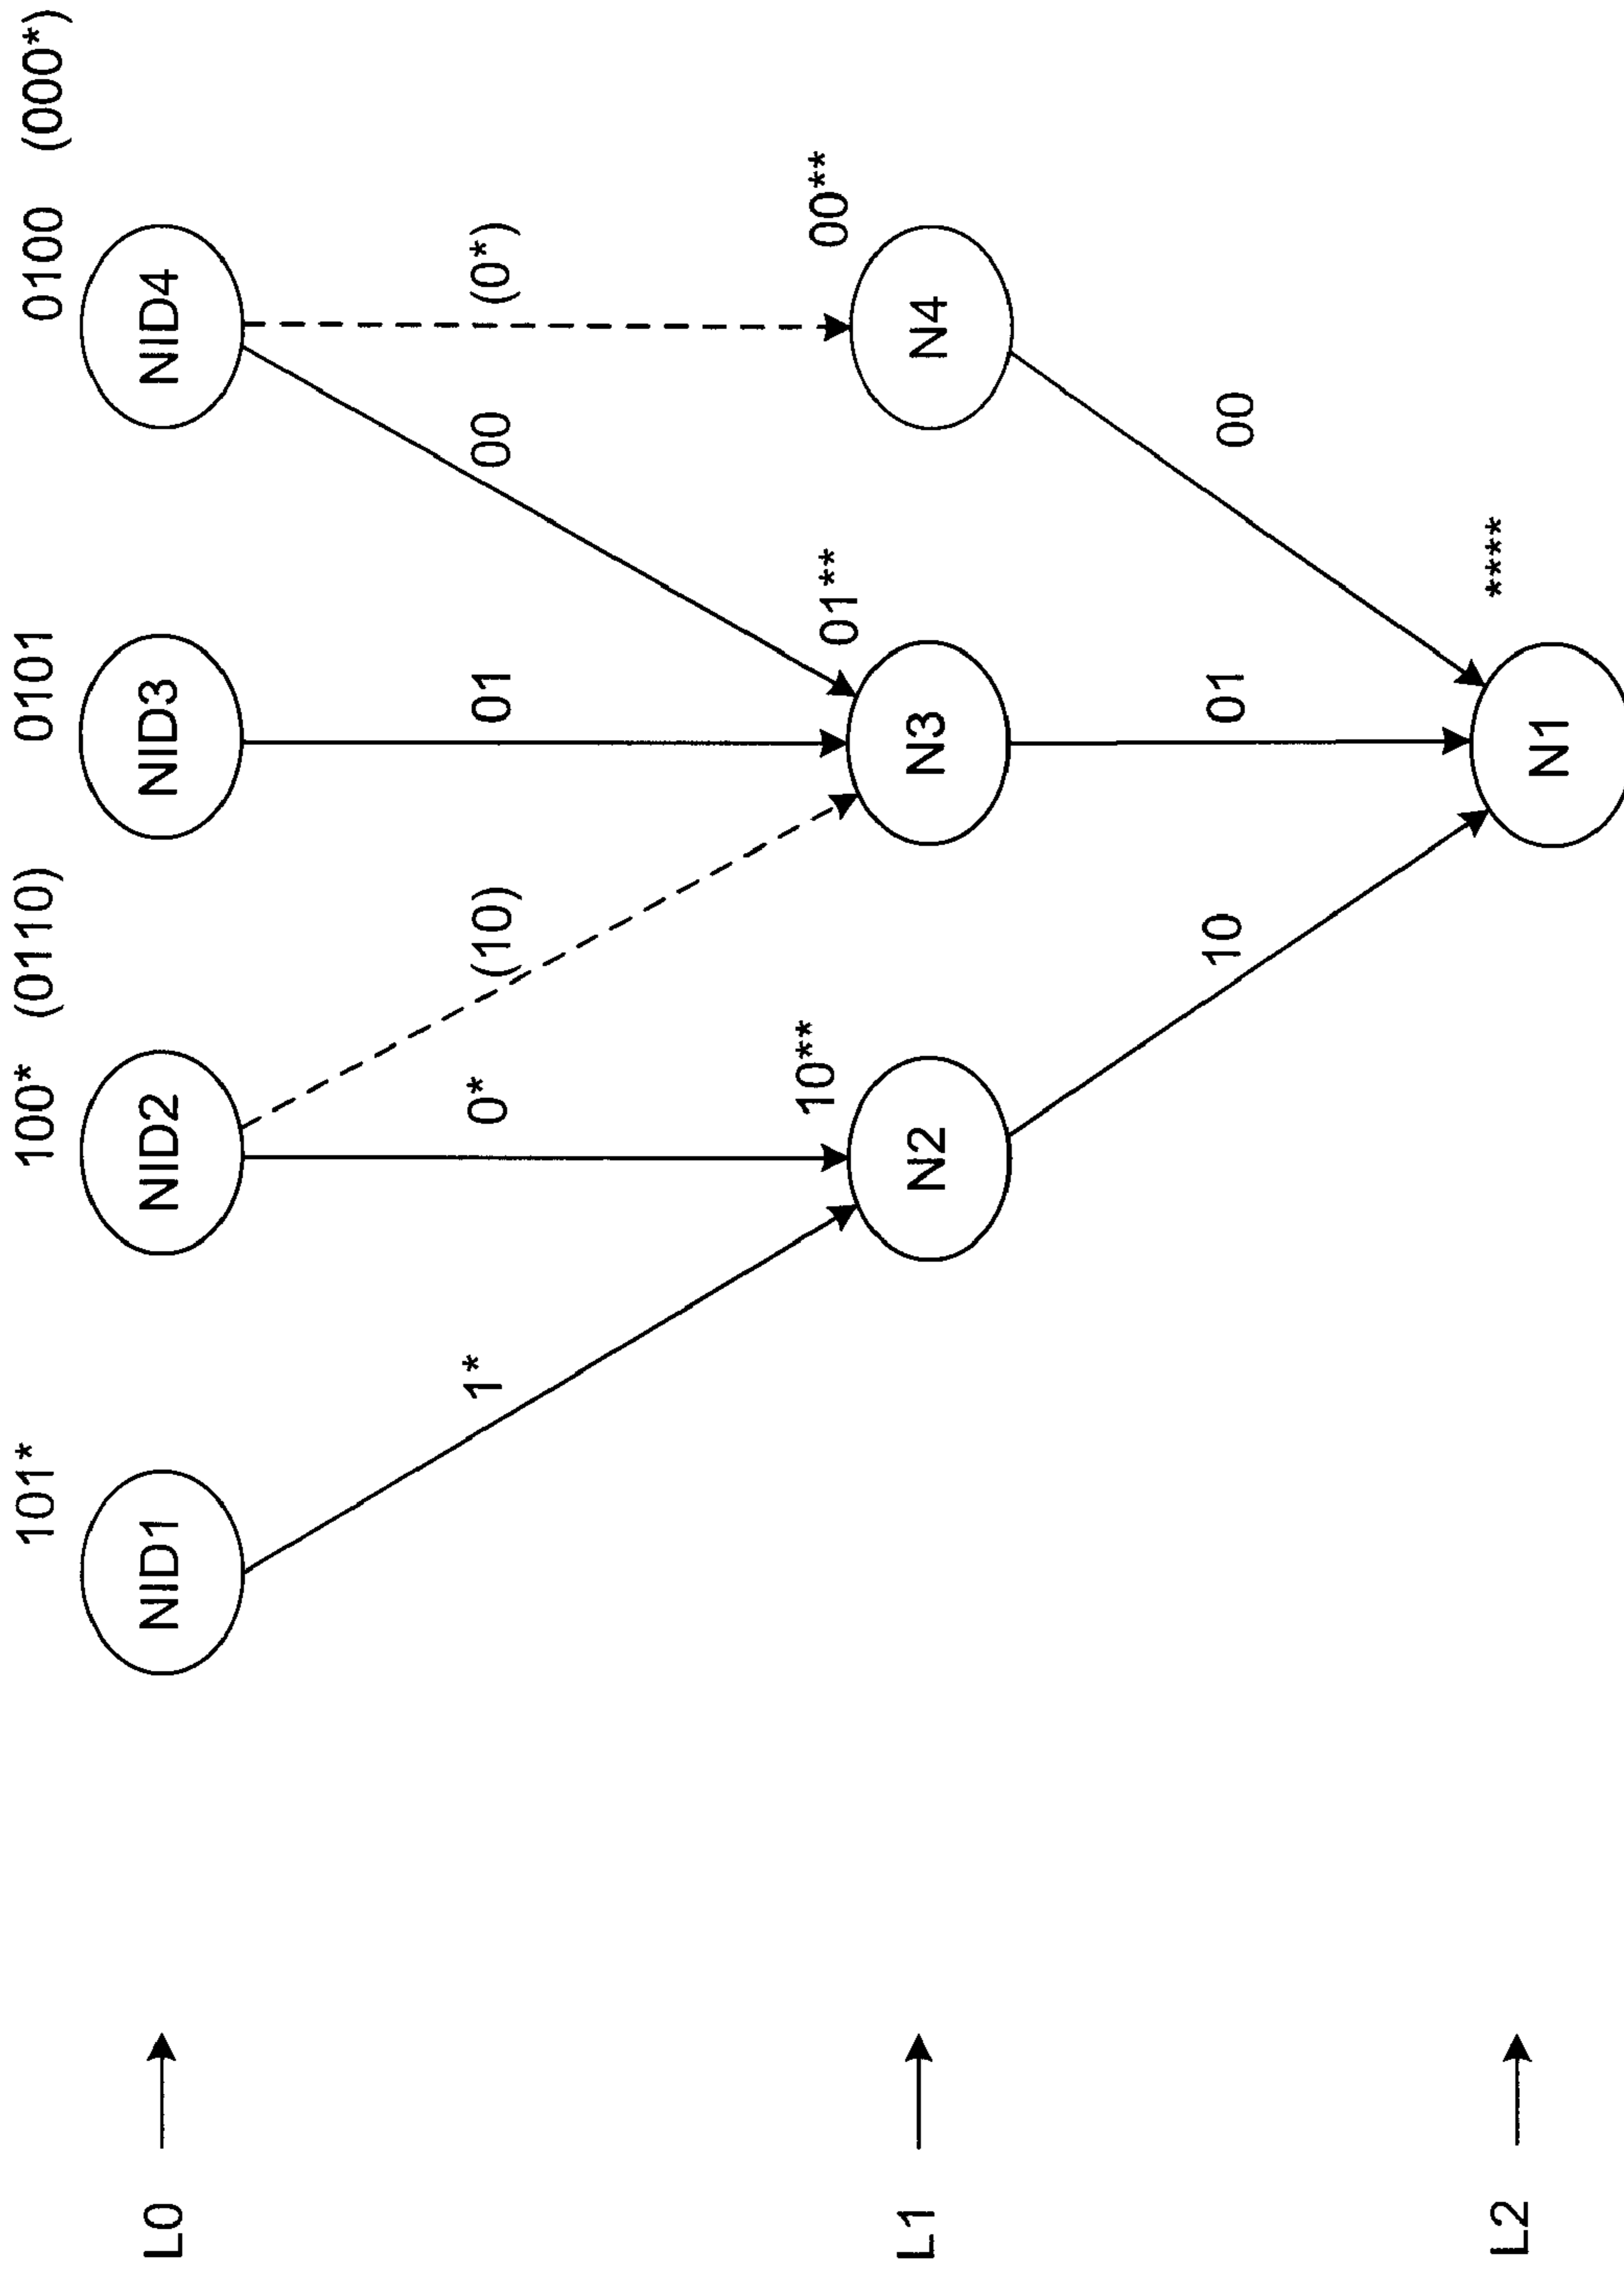 101* 100* (0110) 0101 0100 (000*)
L0 NID1 NID2 NID3 NID4
1* 0* (10) 01 00 (0*)
10** 01** 00**
L1 N2 N3 N4
10 01 00
****
L2 N1